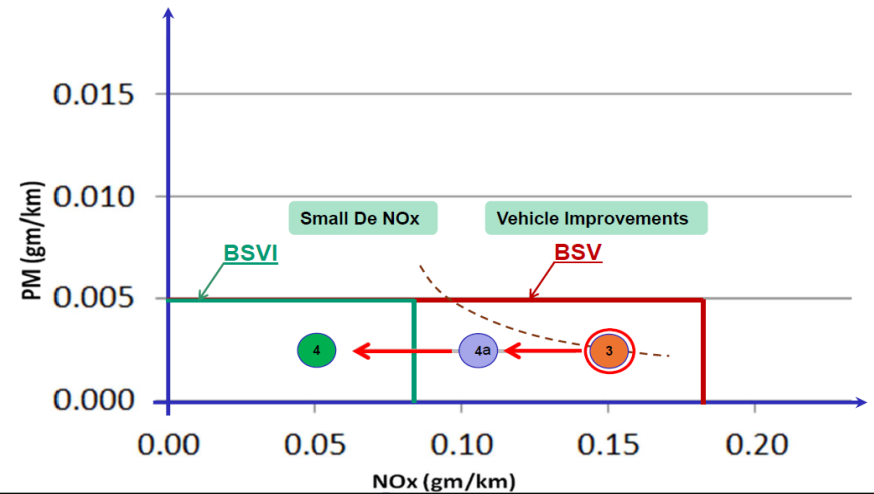 0.015
0.010
Small De NOx
Vehicle Improvements
BSVI
BSV
PM (gm/km)
0.005
4
4a
3
0.000
0.00
0.05
0.10
0.15
0.20
NOx (gm/km)